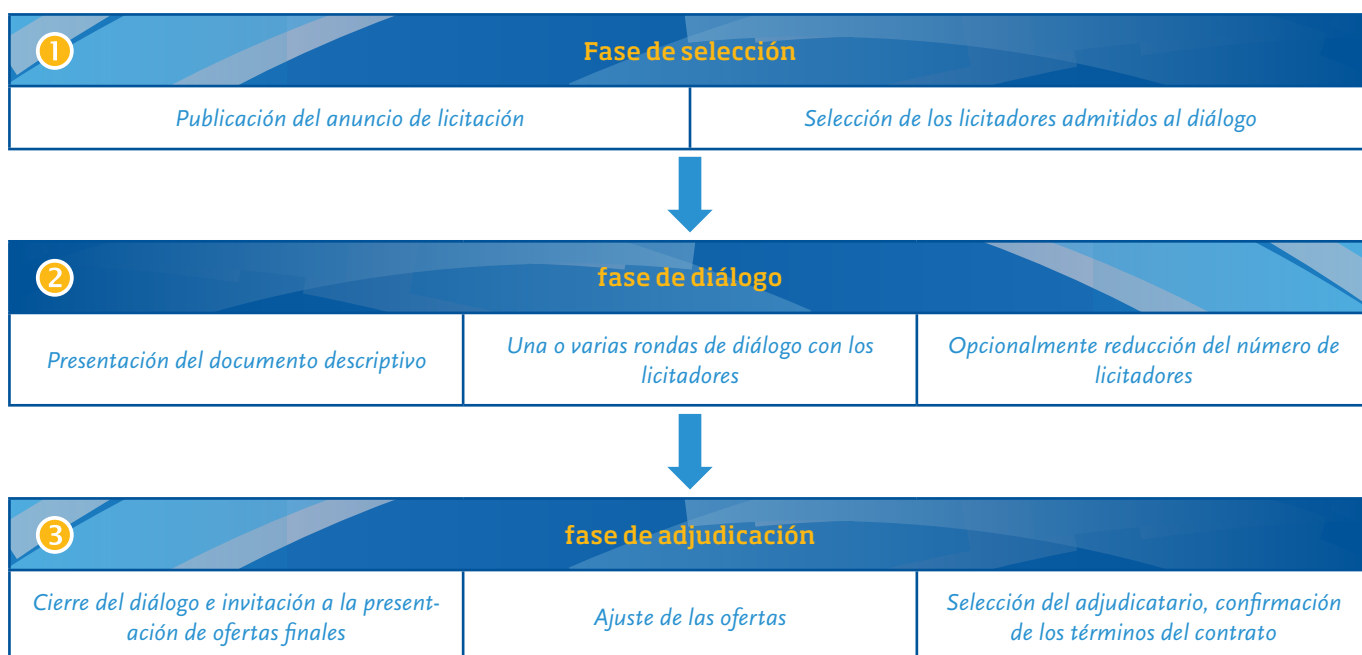 1
Fase de selección
Publicación del anuncio de licitación
Selección de los licitadores admitidos al diálogo
2
fase de diálogo
Presentación del documento descriptivo
Una o varias rondas de diálogo con los
licitadores
Opcionalmente reducción del número de
licitadores
3
fase de adjudicación
Cierre del diálogo e invitación a la present-
ación de ofertas finales
Ajuste de las ofertas
Selección del adjudicatario, confirmación
de los términos del contrato